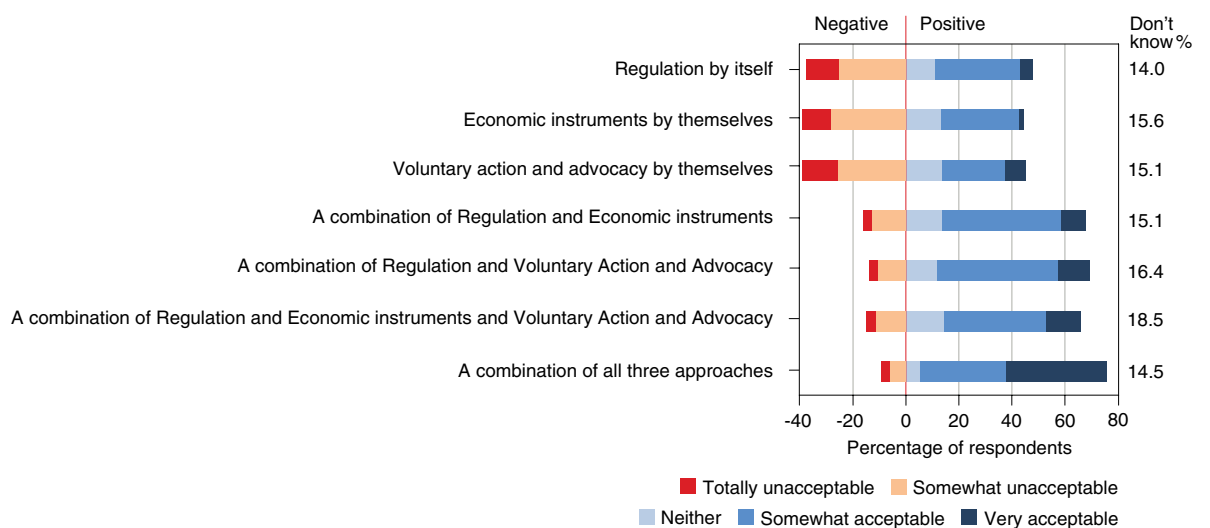 Negative Positive Don't
know %
Regulation by itself 14.0
Economic instruments by themselves 15.6
Voluntary action and advocacy by themselves 15.1
A combination of Regulation and Economic instruments 15.1
A combination of Regulation and Voluntary Action and Advocacy 16.4
A combination of Regulation and Economic instruments and Voluntary Action and Advocacy 18.5
A combination of all three approaches 14.5
-40 -20 0 20 40 60 80
Percentage of respondents
Totally unacceptable Somewhat unacceptable
Neither Somewhat acceptable Very acceptable